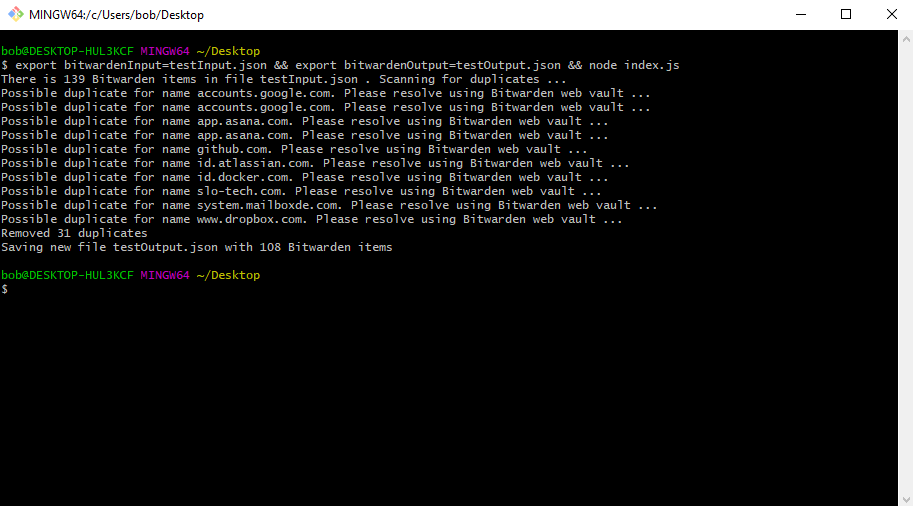 MINGW64:/c/Users/bob/Desktop
bob@DESKTOP-HUL3KCF MINGW64 ~/Desktop
$ export bitwardenInput=testInput.json && export bitwardenOutput=testOutput.json && node index.js
There is 139 Bitwarden items in file testInput.json . Scanning for duplicates ...
Possible duplicate for name accounts.google.com. Please resolve using Bitwarden web vault ...
Possible duplicate for name accounts.google.com. Please resolve using Bitwarden web vault ...
Possible duplicate for name app.asana.com. Please resolve using Bitwarden web vault ...
Possible duplicate for name app.asana.com. Please resolve using Bitwarden web vault ...
Possible duplicate for name github.com. Please resolve using Bitwarden web vault ...
Possible duplicate for name id.atlassian.com. Please resolve using Bitwarden web vault ...
Possible duplicate for name id.docker.com. Please resolve using Bitwarden web vault ...
Possible duplicate for name slo-tech.com. Please resolve using Bitwarden web vault ...
Possible duplicate for name system.mailboxde.com. Please resolve using Bitwarden web vault ...
Possible duplicate for name www.dropbox.com. Please resolve using Bitwarden web vault ...
Removed 31 duplicates
Saving new file testOutput.json with 108 Bitwarden items
bob@DESKTOP-HUL3KCF MINGW64 ~/Desktop
$